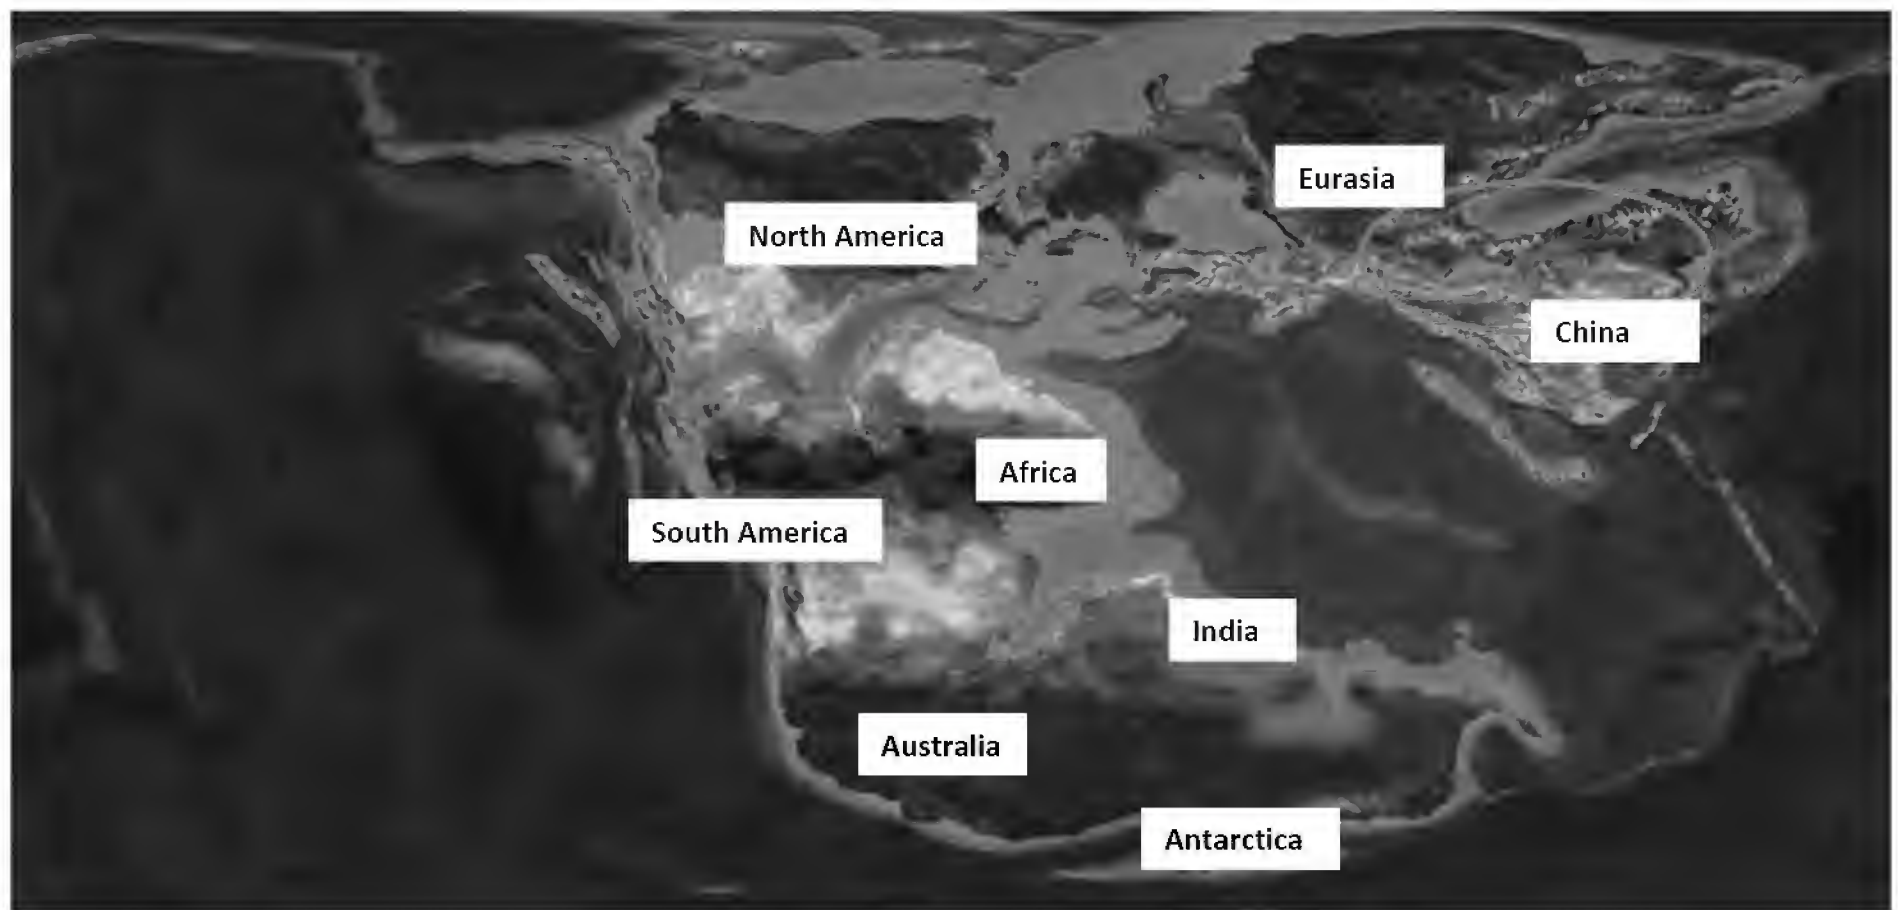 Eurasia
North America
China
Africa
South America
India
Australia
Antarctica